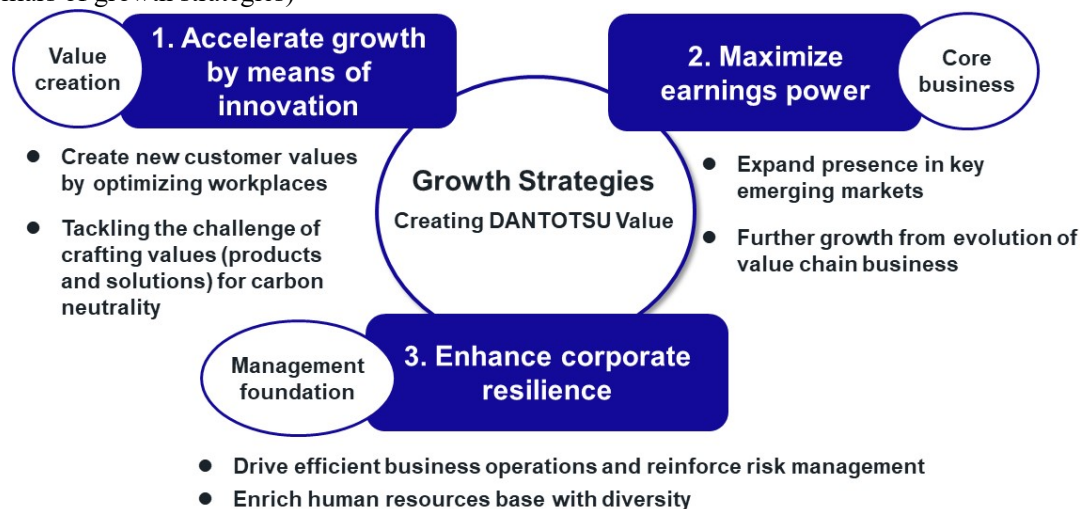 Value
creation
1. Accelerate growth
by means of
innovation
2. Maximize
earnings power
Core
business
● Create new customer values
by optimizing workplaces
● Tackling the challenge of
crafting values (products
and solutions) for carbon
neutrality
Growth Strategies
Creating DANTOTSU Value
● Expand presence in key
emerging markets
● Further growth from evolution of
value chain business
Management
foundation
3. Enhance corporate
resilience
● Drive efficient business operations and reinforce risk management
● Enrich human resources base with diversity